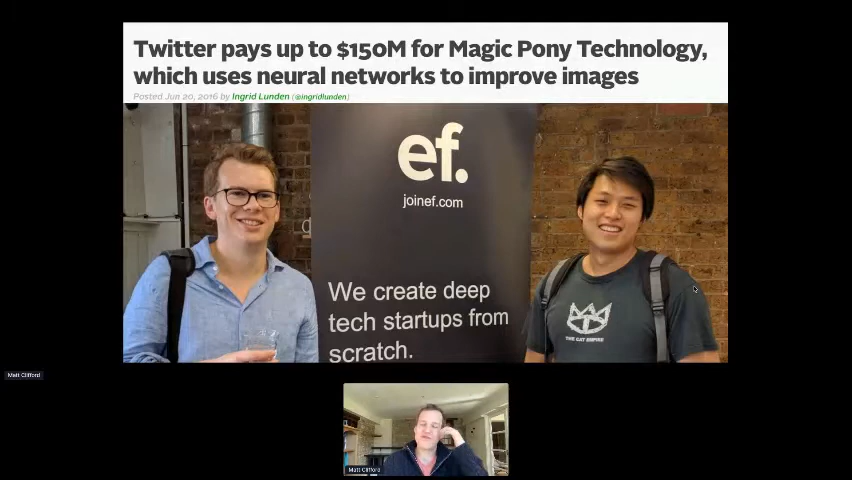 Twitter pays up to $150M for Magic Pony Technology,
which uses neural networks to improve images
Posted Jun 20, 2016 by Ingrid Lunden (@ingridlunden)
ef.
joinef.com
We create deep
tech startups from
scratch.
THE CAT EMPIRE
Matt Clifford
Matt Clifford